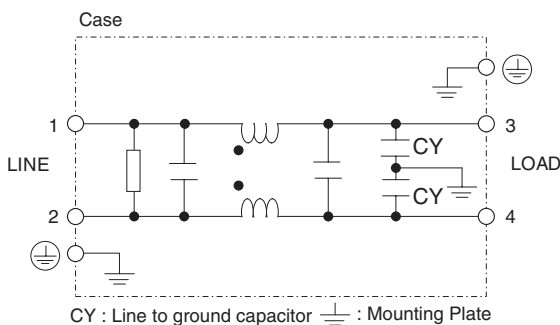 Case
1
3
CY
LINE
LOAD
CY
2
4
CY : Line to ground capacitor : Mounting Plate